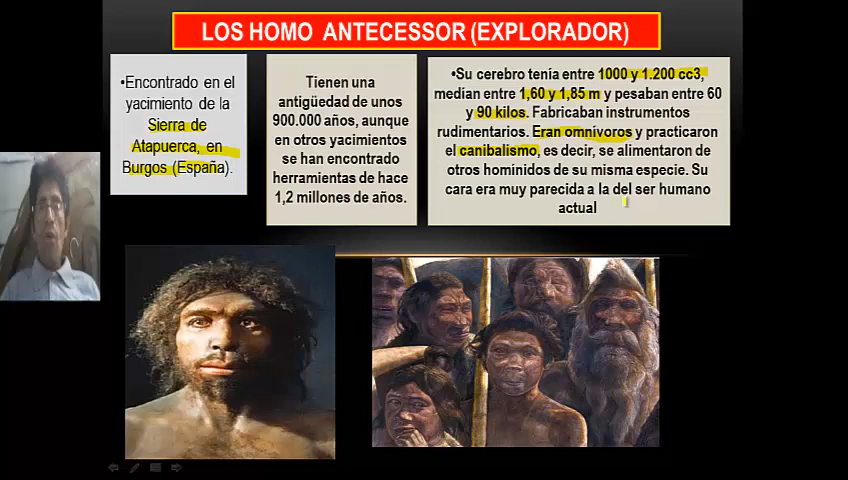 LOS HOMO ANTECESSOR (EXPLORADOR)
•Encontrado en el
yacimiento de la
Sierra de
Atapuerca, en
Burgos (España).
Tienen una
antigüedad de unos
900.000 años, aunque
en otros yacimientos
se han encontrado
herramientas de hace
1,2 millones de años.
•Su cerebro tenía entre 1000 y 1.200 cc3,
medían entre 1,60 y 1,85 m y pesaban entre 60
y 90 kilos. Fabricaban instrumentos
rudimentarios. Eran omnívoros y practicaron
el canibalismo, es decir, se alimentaron de
otros homínidos de su misma especie. Su
cara era muy parecida a la del ser humano
actual